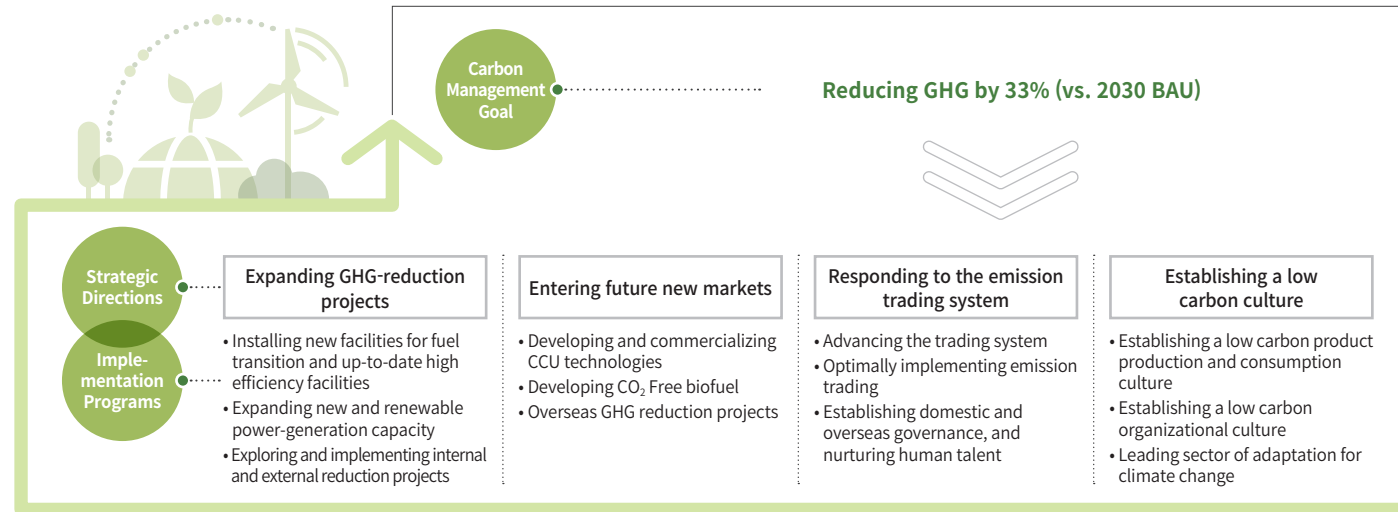 Carbon
Management
Goal
Reducing GHG by 33% (vs. 2030 BAU)
Strategic
Directions
Expanding GHG-reduction
projects
Entering future new markets
Responding to the emission
trading system
Establishing a low
carbon culture
Imple-
mentation
Programs
• Installing new facilities for fuel
transition and up-to-date high
efficiency facilities
• Expanding new and renewable
power-generation capacity
• Exploring and implementing internal
and external reduction projects
• Developing and commercializing
CCU technologies
• Developing CO₂ Free biofuel
• Overseas GHG reduction projects
• Advancing the trading system
• Optimally implementing emission
trading
• Establishing domestic and
overseas governance, and
nurturing human talent
• Establishing a low carbon product
production and consumption
culture
• Establishing a low carbon
organizational culture
• Leading sector of adaptation for
climate change